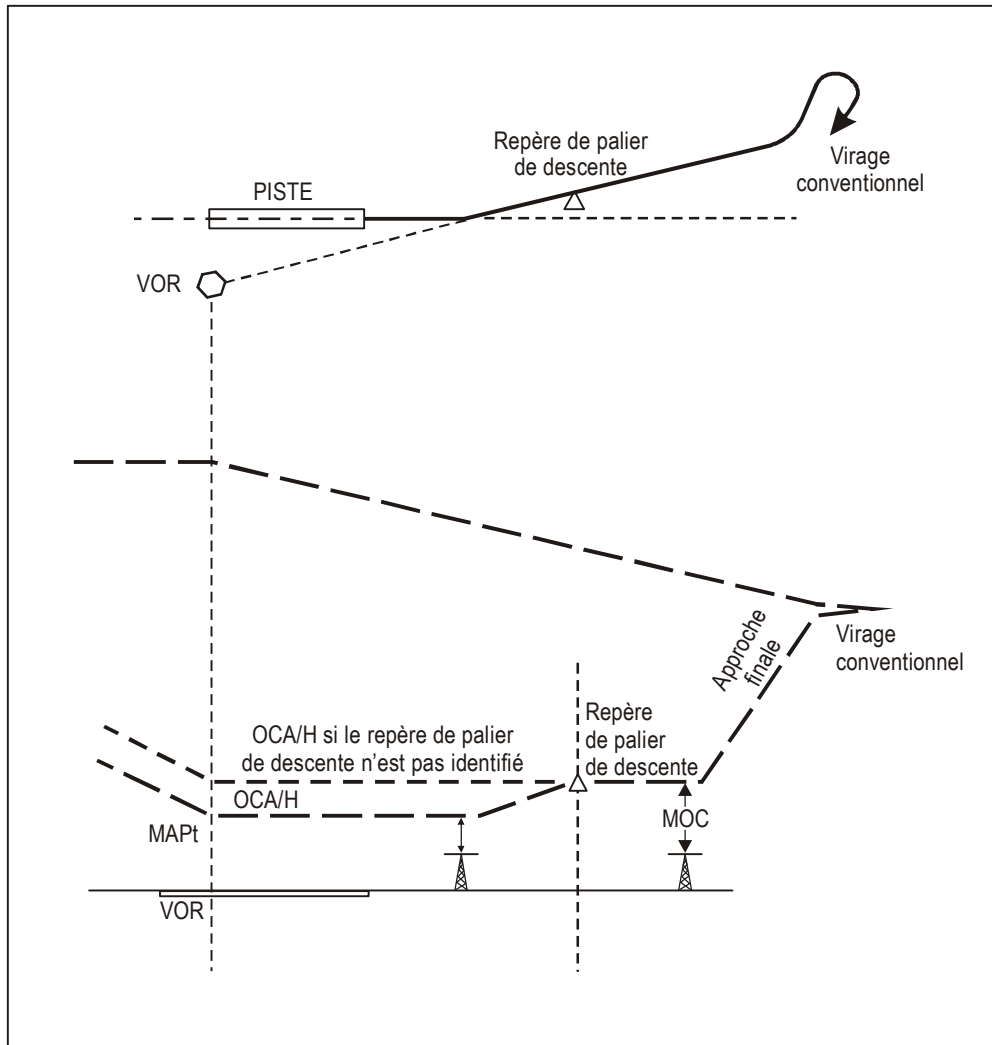 Repère de palier
de descente
Virage
conventionnel
PISTE
VOR
Approche
finale
Virage
conventionnel
OCA/H si le repère de palier
de descente n'est pas identifié
Repère
de palier
de descente
OCA/H
MOC
MAPt
VOR